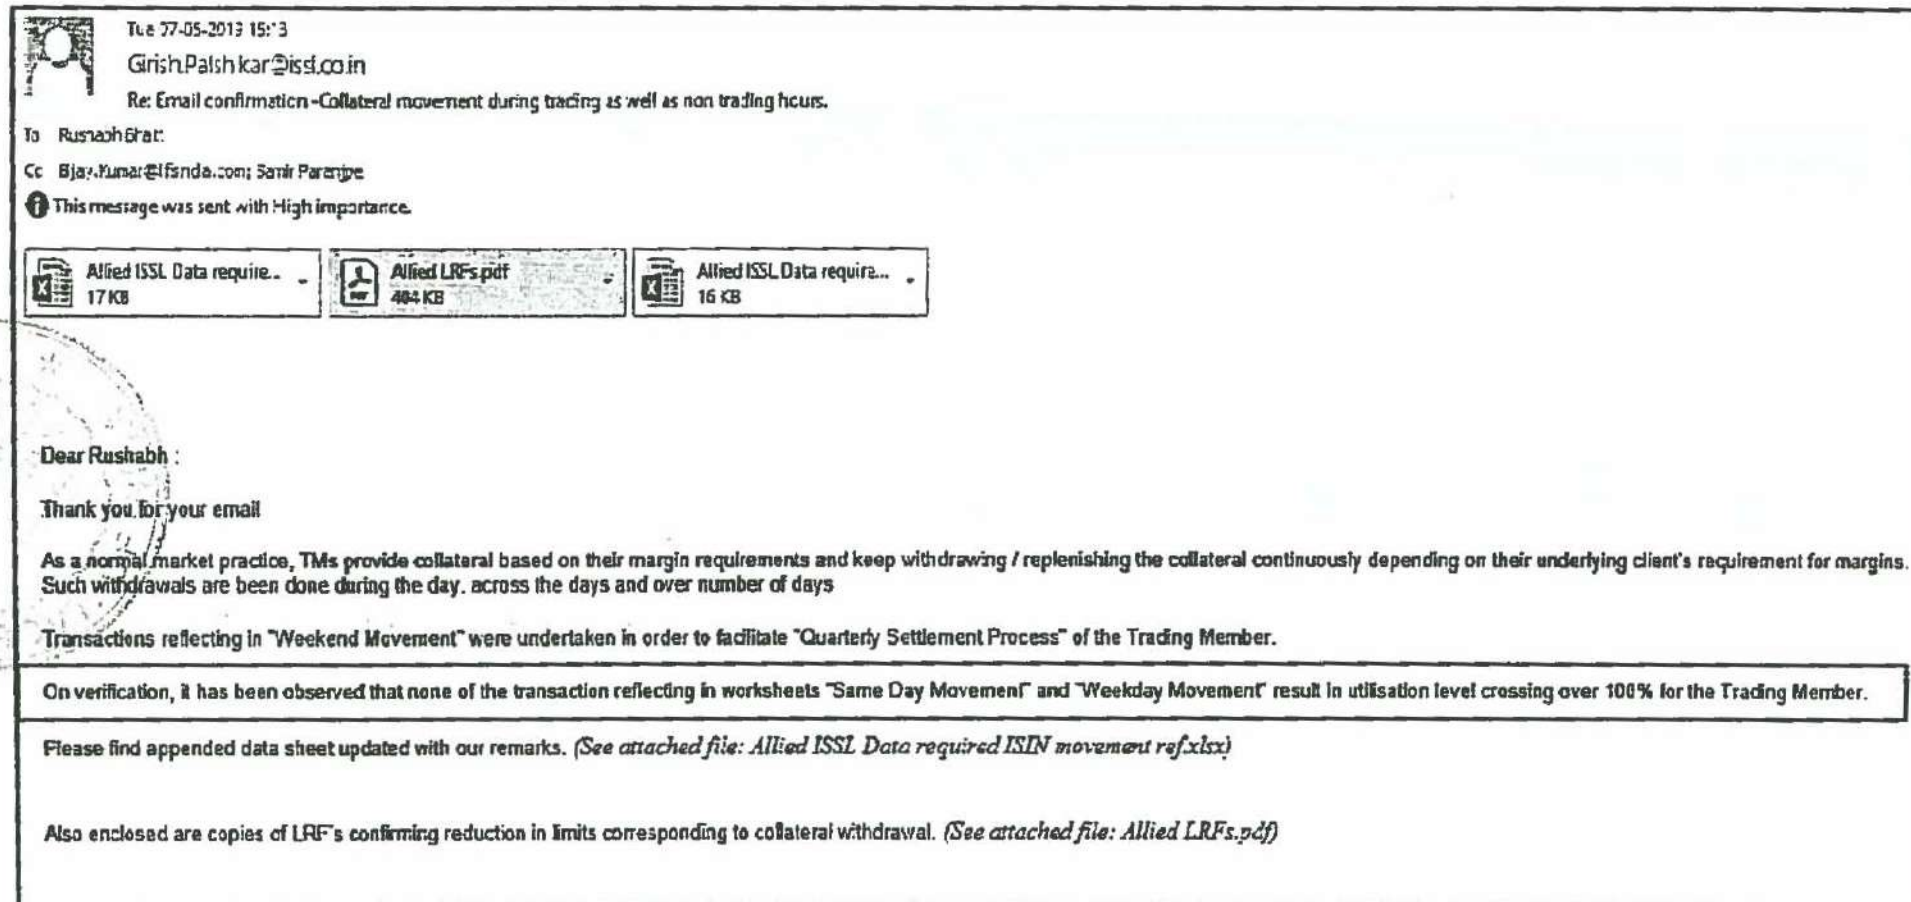 Tue 07-05-2019 15:13
Girish.Palshikar@issl.co.in
Re: Email confirmation -Collateral movement during trading as well as non trading hours.
To Rushabh
Cc Bijay.Kumar@ilfsndia.com; Samir Paranjpe
This message was sent with High importance.
Allied ISSL Data require... 17 KB
Allied LRFs.pdf 464 KB
Allied ISSL Data require... 16 KB
Dear Rushabh :
Thank you for your email
As a normal market practice, TMs provide collateral based on their margin requirements and keep withdrawing / replenishing the collateral continuously depending on their underlying client's requirement for margins.
Such withdrawals are been done during the day. across the days and over number of days
Transactions reflecting in "Weekend Movement" were undertaken in order to facilitate "Quarterly Settlement Process" of the Trading Member.
On verification, it has been observed that none of the transaction reflecting in worksheets "Same Day Movement" and "Weekday Movement" result in utilisation level crossing over 100% for the Trading Member.
Please find appended data sheet updated with our remarks. (See attached file: Allied ISSL Data required ISIN movement ref.xlsx)
Also enclosed are copies of LRF's confirming reduction in limits corresponding to collateral withdrawal. (See attached file: Allied LRFs.pdf)